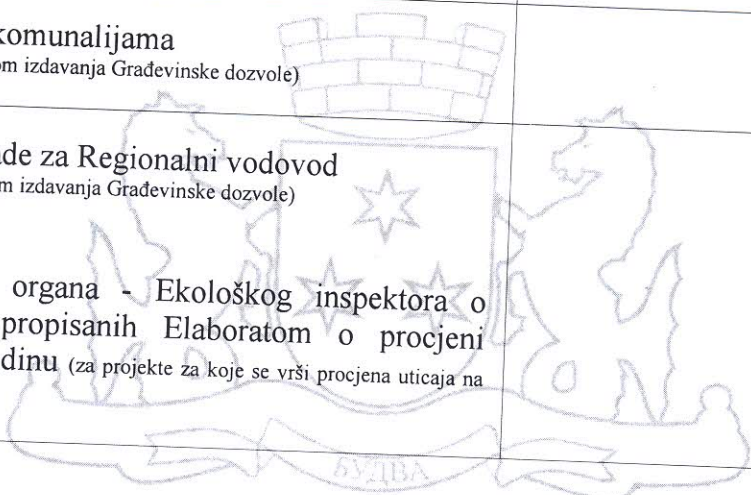 komunalijama
om izdavanja Građevinske dozvole)
de za Regionalni vodovod
m izdavanja Građevinske dozvole)
organa - Ekološkog inspektora o
propisanih Elaboratom o procjeni
dinu (za projekte za koje se vrši procjena uticaja na
БУДВА